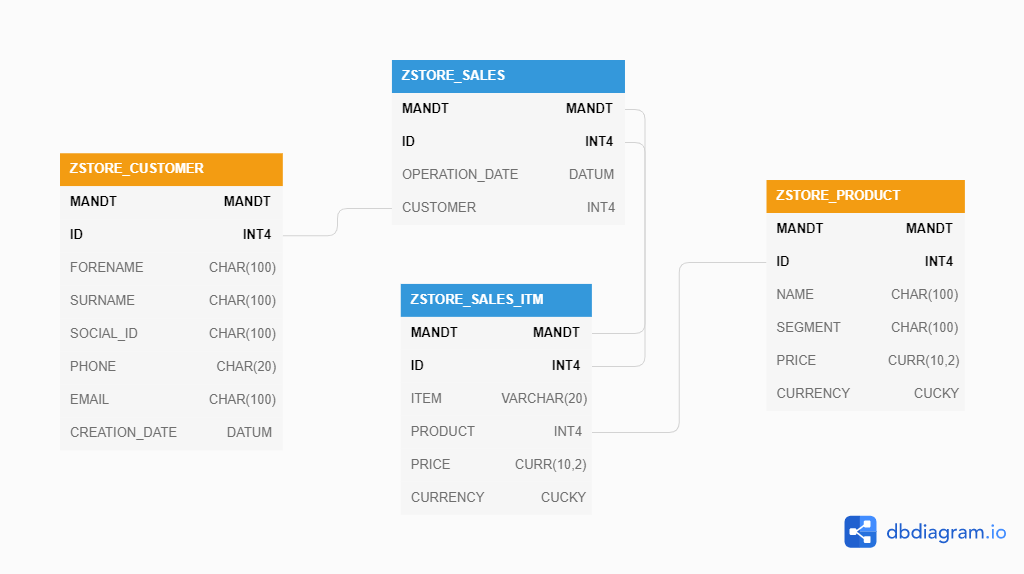 ZSTORE_SALES
MANDT MANDT
ID INT4
OPERATION_DATE DATUM
CUSTOMER INT4
ZSTORE_CUSTOMER
MANDT MANDT
ID INT4
FORENAME CHAR(100)
SURNAME CHAR(100)
SOCIAL_ID CHAR(100)
PHONE CHAR(20)
EMAIL CHAR(100)
CREATION_DATE DATUM
ZSTORE_SALES_ITM
MANDT MANDT
ID INT4
ITEM VARCHAR(20)
PRODUCT INT4
PRICE CURR(10,2)
CURRENCY CUCKY
ZSTORE_PRODUCT
MANDT MANDT
ID INT4
NAME CHAR(100)
SEGMENT CHAR(100)
PRICE CURR(10,2)
CURRENCY CUCKY
dbdiagram.io